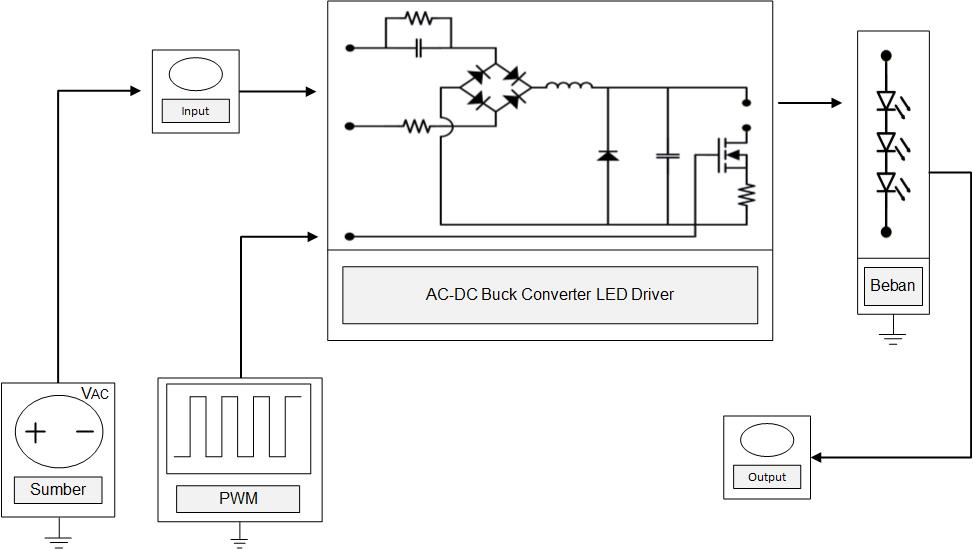 Input
AC-DC Buck Converter LED Driver
Beban
VAC
Sumber
PWM
Output